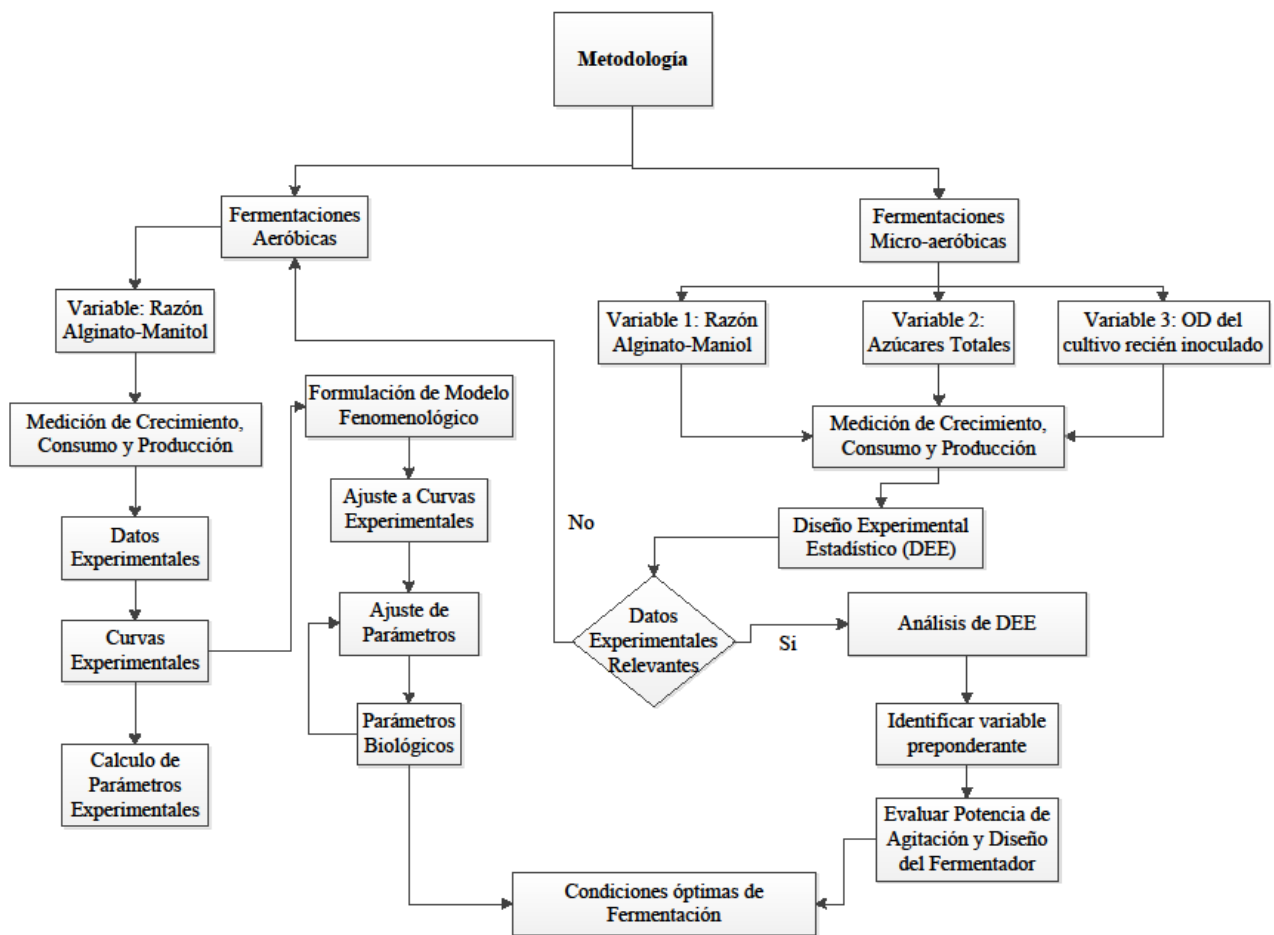 Metodología
Fermentaciones
Aeróbicas
Fermentaciones
Micro-aeróbicas
Variable: Razón
Alginato-Manitol
Variable 1: Razón
Alginato-Maniol
Variable 2:
Azúcares Totales
Variable 3: OD del
cultivo recién inoculado
Medición de Crecimiento,
Consumo y Producción
Formulación de Modelo
Fenomenológico
Medición de Crecimiento,
Consumo y Producción
Datos
Experimentales
Ajuste a Curvas
Experimentales
No
Diseño Experimental
Estadístico (DEE)
Curvas
Experimentales
Ajuste de
Parámetros
Datos
Experimentales
Relevantes
Si
Análisis de DEE
Calculo de
Parámetros
Experimentales
Parámetros
Biológicos
Identificar variable
preponderante
Evaluar Potencia de
Agitación y Diseño
del Fermentador
Condiciones óptimas de
Fermentación